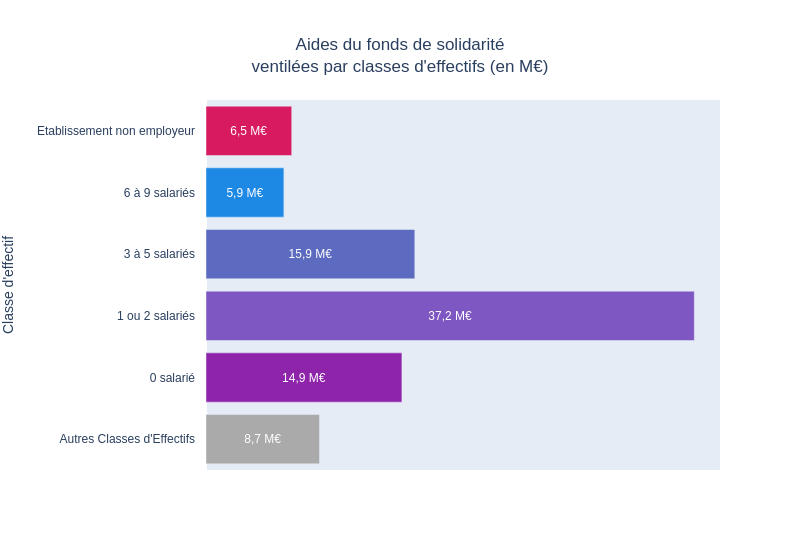 Aides du fonds de solidarité
ventilées par classes d'effectifs (en M€)
Classe d'effectif
Etablissement non employeur
6,5 M€
6 à 9 salariés
5,9 M€
3 à 5 salariés
15,9 M€
1 ou 2 salariés
37,2 M€
0 salarié
14,9 M€
Autres Classes d'Effectifs
8,7 M€